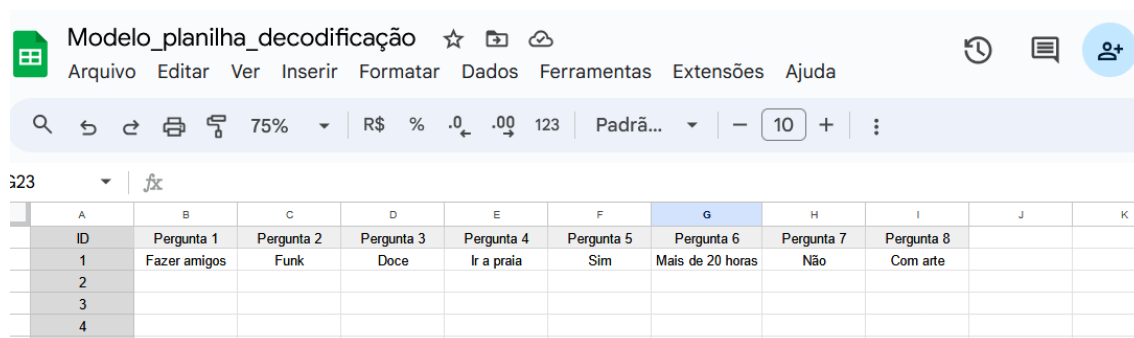 Modelo_planilha_decodificação
Arquivo Editar Ver Inserir Formatar Dados Ferramentas Extensões Ajuda
75% R$ % .0 .00 123 Padrã... − 10 +
G23 fx
A B C D E F G H I J K
ID Pergunta 1 Pergunta 2 Pergunta 3 Pergunta 4 Pergunta 5 Pergunta 6 Pergunta 7 Pergunta 8
1 Fazer amigos Funk Doce Ir a praia Sim Mais de 20 horas Não Com arte
2
3
4